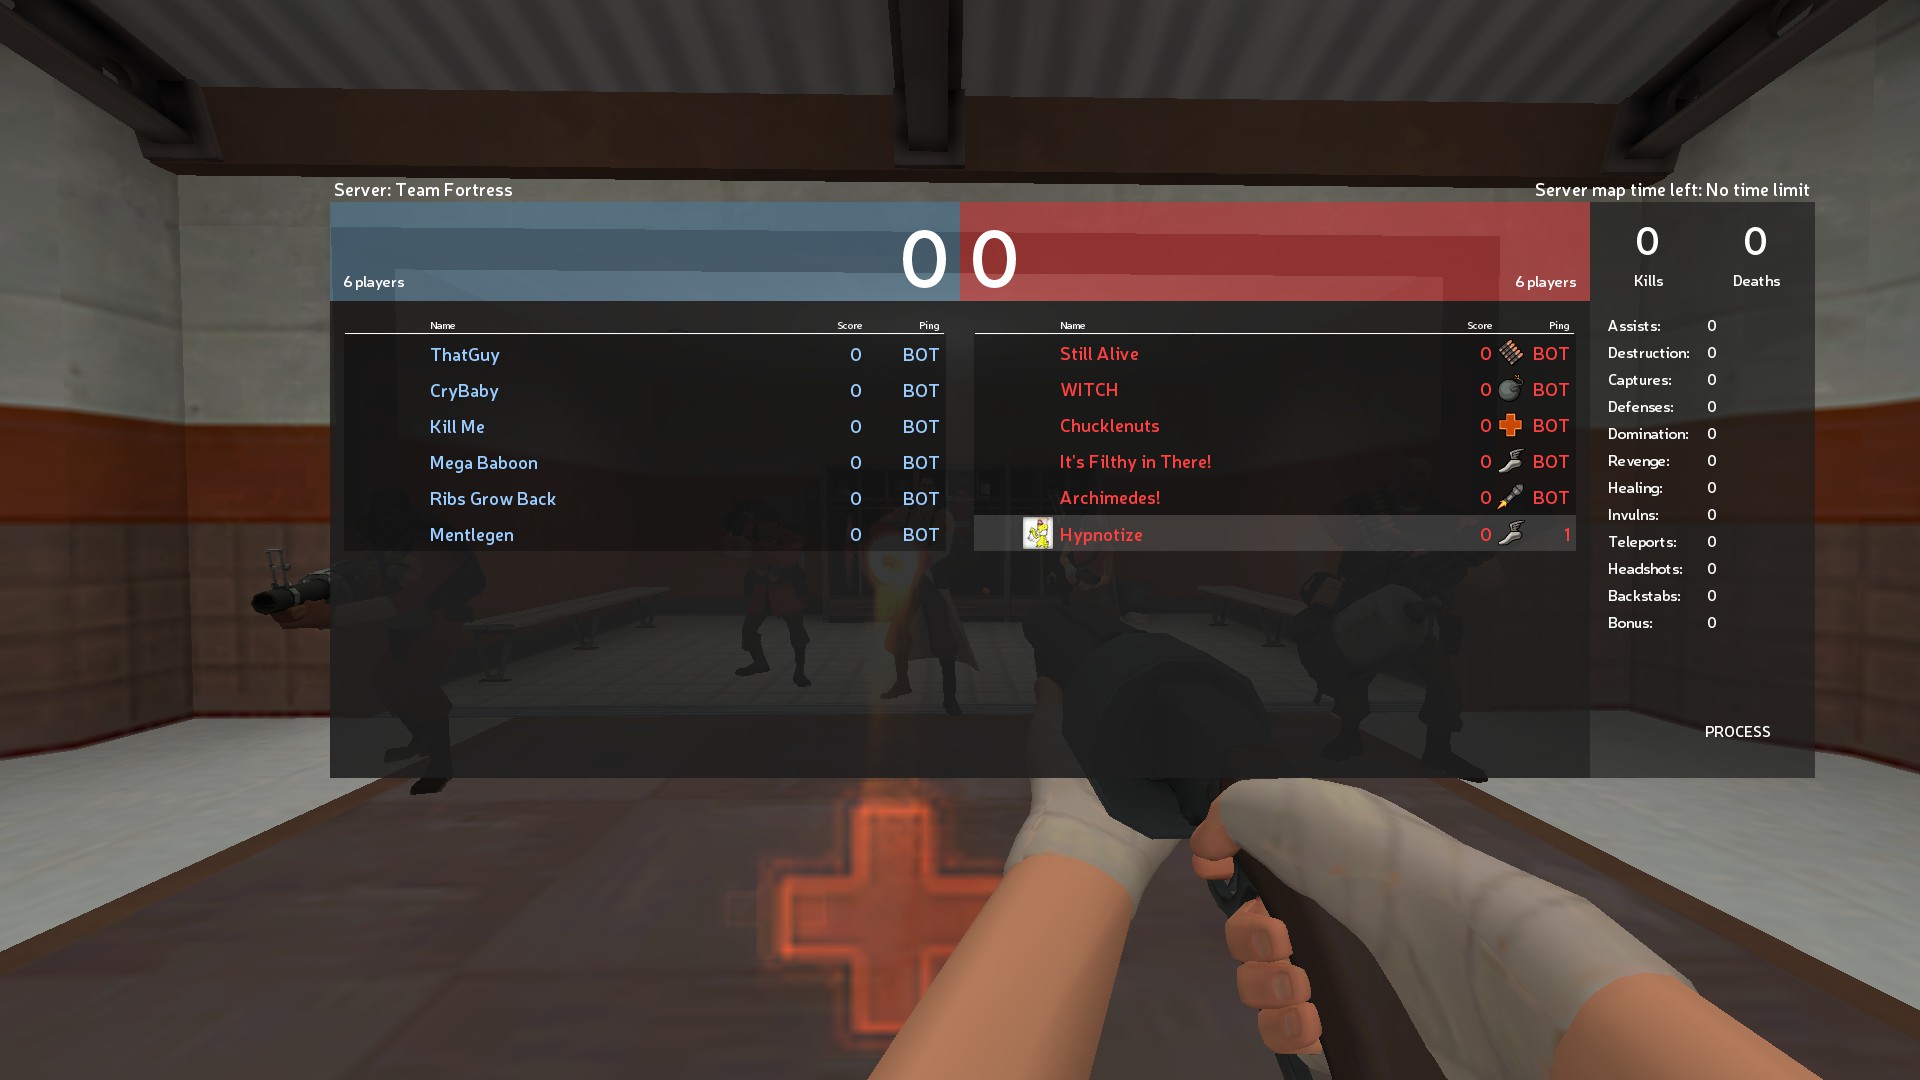 Server: Team Fortress
Server map time left: No time limit
0 0
6 players
6 players
Name Score Ping
ThatGuy 0 BOT
CryBaby 0 BOT
Kill Me 0 BOT
Mega Baboon 0 BOT
Ribs Grow Back 0 BOT
Mentlegen 0 BOT
Name Score Ping
Still Alive 0 BOT
WITCH 0 BOT
Chucklenuts 0 BOT
It's Filthy in There! 0 BOT
Archimedes! 0 BOT
Hypnotize 0 1
0 0
Kills Deaths
Assists: 0
Destruction: 0
Captures: 0
Defenses: 0
Domination: 0
Revenge: 0
Healing: 0
Invulns: 0
Teleports: 0
Headshots: 0
Backstabs: 0
Bonus: 0
PROCESS